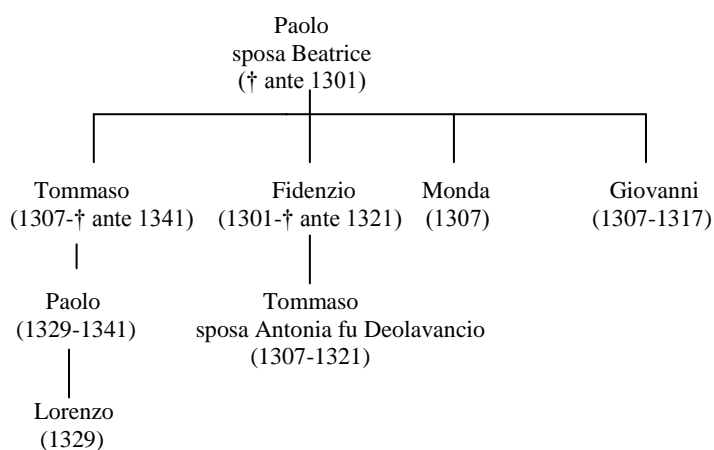 Paolo
sposa Beatrice
(† ante 1301)
Tommaso
(1307-† ante 1341)
Fidenzio
(1301-† ante 1321)
Monda
(1307)
Giovanni
(1307-1317)
Paolo
(1329-1341)
Tommaso
sposa Antonia fu Deolavancio
(1307-1321)
Lorenzo
(1329)